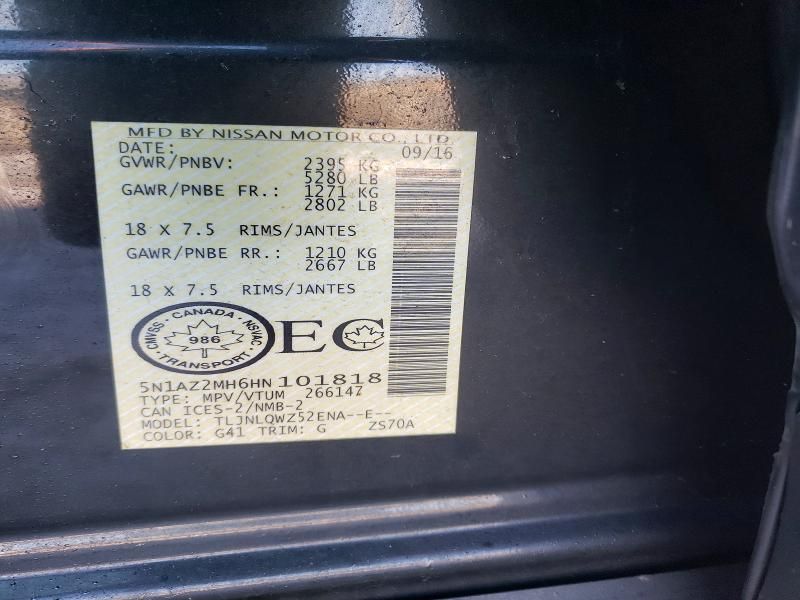 MFD BY NISSAN MOTOR CO., LTD.
DATE: 09/16
GVWR/PNBV: 2395 KG
5280 LB
GAWR/PNBE FR.: 1271 KG
2802 LB
18 X 7.5 RIMS/JANTES
GAWR/PNBE RR.: 1210 KG
2667 LB
18 X 7.5 RIMS/JANTES
CMVSS · CANADA · NSVAC · TRANSPORT ·
986
EC
5N1AZ2MH6HN101818
TYPE: MPV/VTUM 266147
CAN ICES-2/NMB-2
MODEL: TLJNLQWZ52ENA--E--
COLOR: G41 TRIM: G ZS70A